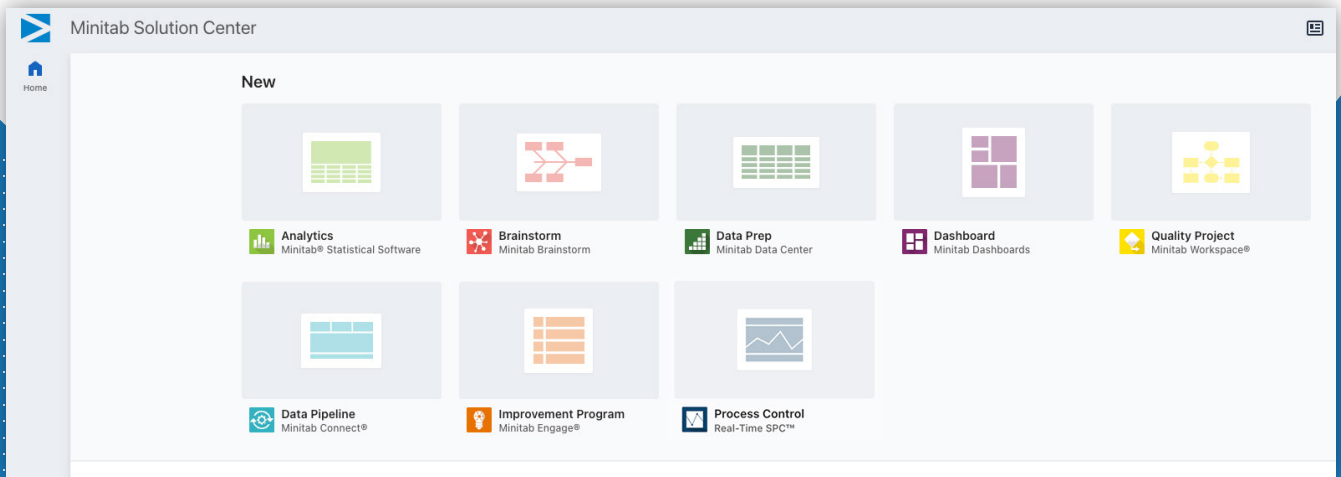 Minitab Solution Center
Home
New
Analytics
Minitab® Statistical Software
Brainstorm
Minitab Brainstorm
Data Prep
Minitab Data Center
Dashboard
Minitab Dashboards
Quality Project
Minitab Workspace®
Data Pipeline
Minitab Connect®
Improvement Program
Minitab Engage®
Process Control
Real-Time SPC™